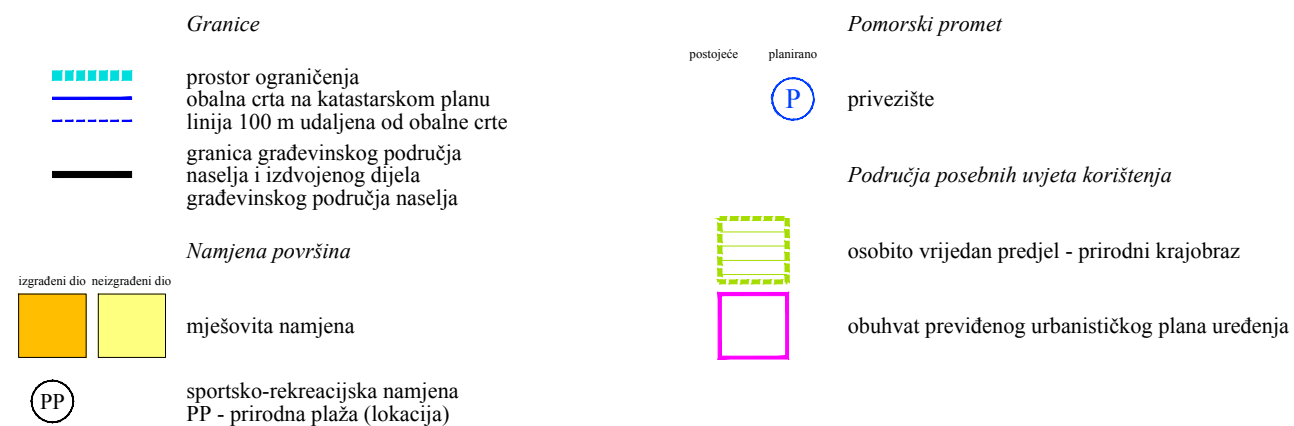 Granice
prostor ograničenja
obalna crta na katastarskom planu
linija 100 m udaljena od obalne crte
granica građevinskog područja
naselja i izdvojenog dijela
građevinskog područja naselja
Namjena površina
izgrađeni dio neizgrađeni dio
mješovita namjena
PP
sportsko-rekreacijska namjena
PP - prirodna plaža (lokacija)
Pomorski promet
postojeće planirano
P privezište
Područja posebnih uvjeta korištenja
osobito vrijedan predjel - prirodni krajobraz
obuhvat previđenog urbanističkog plana uređenja